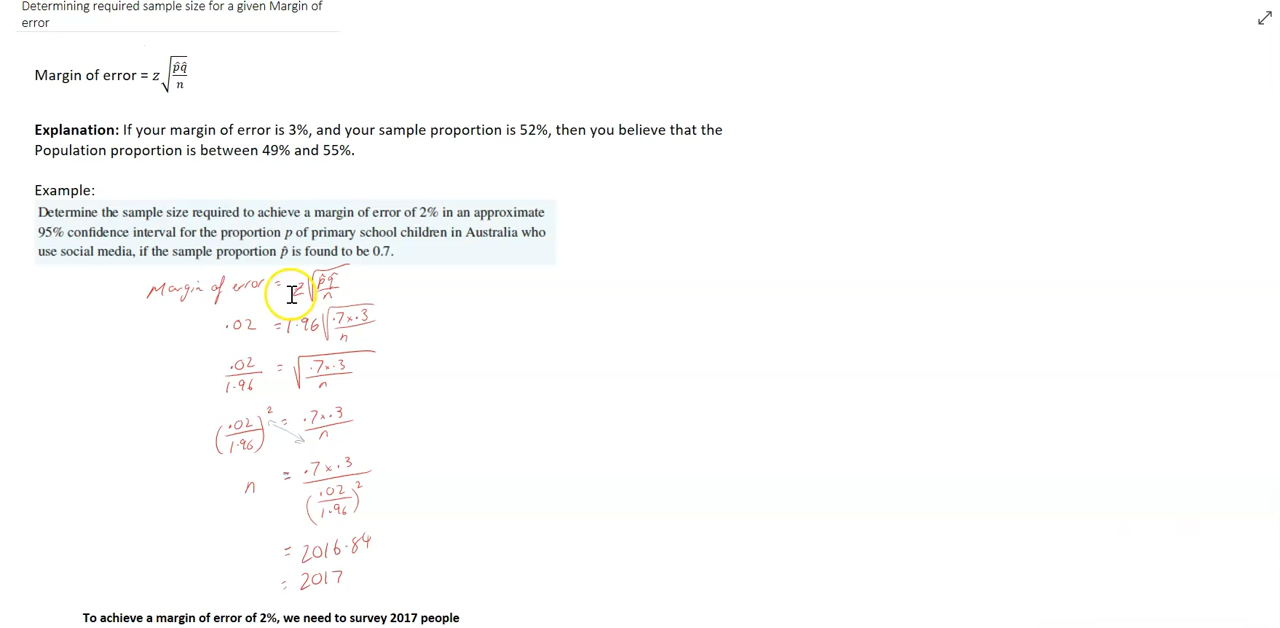 Determining required sample size for a given Margin of
error
Margin of error = z √(p̂q̂/n)
Explanation: If your margin of error is 3%, and your sample proportion is 52%, then you believe that the
Population proportion is between 49% and 55%.
Example:
Determine the sample size required to achieve a margin of error of 2% in an approximate
95% confidence interval for the proportion p of primary school children in Australia who
use social media, if the sample proportion p̂ is found to be 0.7.
Margin of error = z √(p̂q̂/n)
.02 = 1.96 √(.7×.3/n)
.02/1.96 = √(.7×.3/n)
(.02/1.96)² = .7×.3/n
n = .7×.3/(.02/1.96)²
= 2016.84
= 2017
To achieve a margin of error of 2%, we need to survey 2017 people